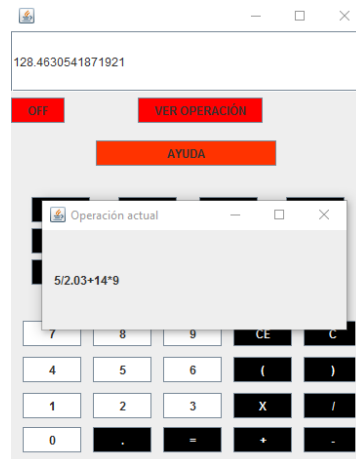 128.4630541871921
OFF VER OPERACIÓN
AYUDA
Operación actual
5/2.03+14*9
7 8 9 CE C
4 5 6 ( )
1 2 3 X /
0 . = + -